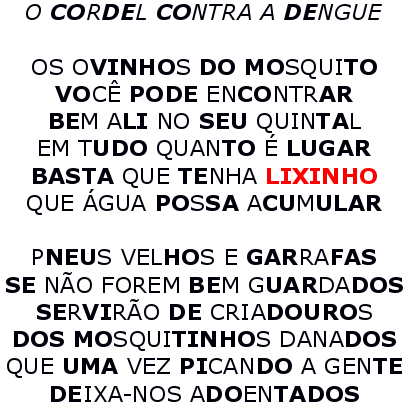 O CORDEL CONTRA A DENGUE
OS OVINHOS DO MOSQUITO
VOCÊ PODE ENCONTRAR
BEM ALI NO SEU QUINTAL
EM TUDO QUANTO É LUGAR
BASTA QUE TENHA LIXINHO
QUE ÁGUA POSSA ACUMULAR
PNEUS VELHOS E GARRAFAS
SE NÃO FOREM BEM GUARDADOS
SERVIRÃO DE CRIADOUROS
DOS MOSQUITINHOS DANADOS
QUE UMA VEZ PICANDO A GENTE
DEIXA-NOS ADOENTADOS